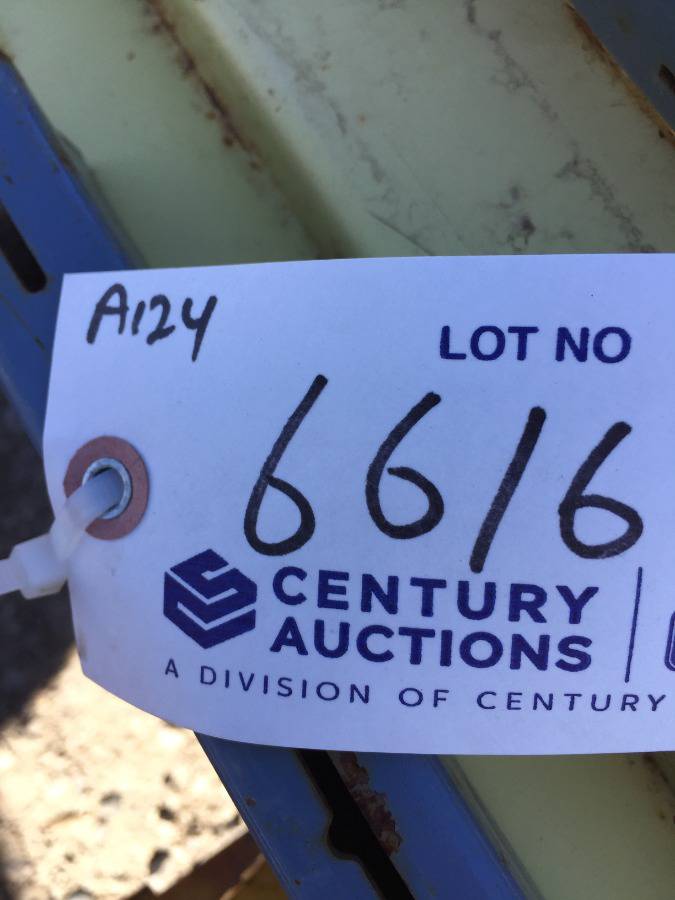 A124
LOT NO
6616
CENTURY
AUCTIONS
A DIVISION OF CENTURY